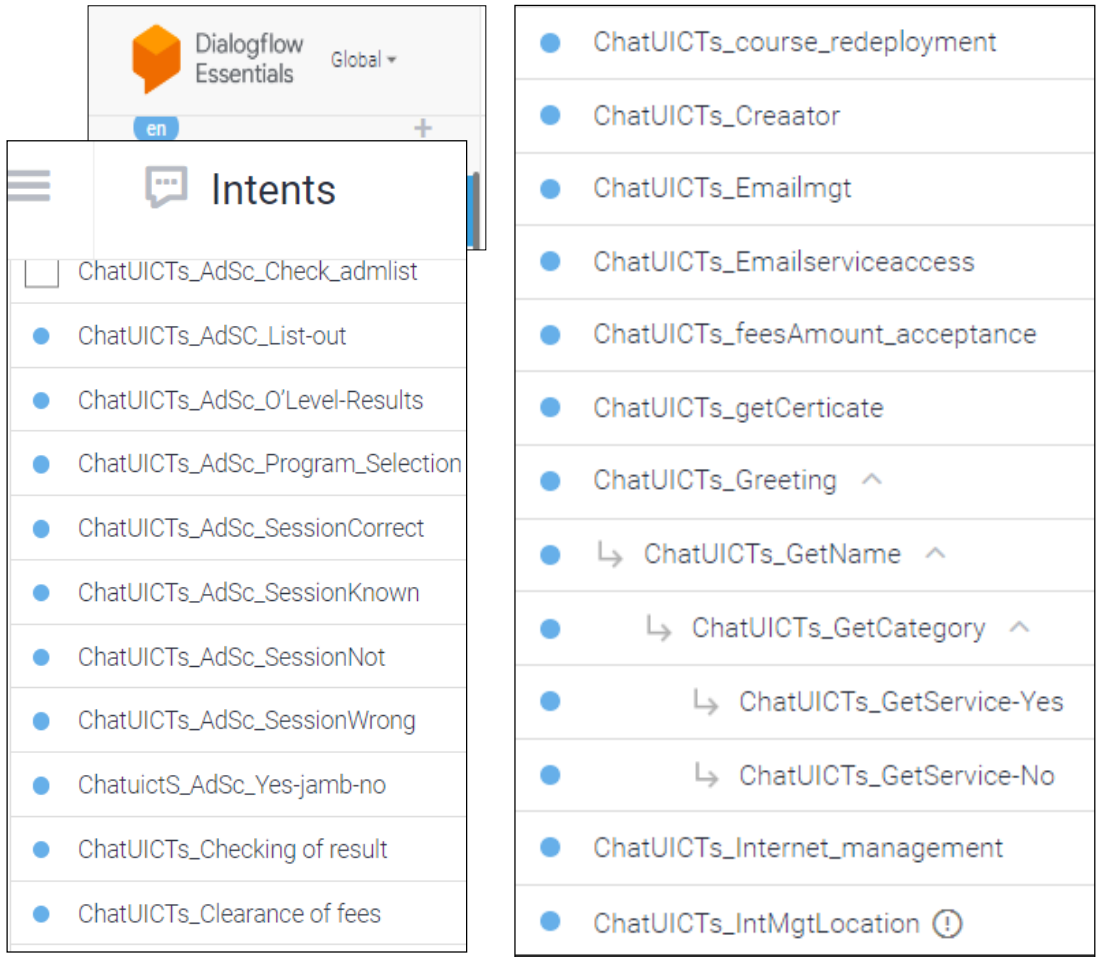 Dialogflow
Essentials
Global
en
Intents
ChatUICTs_AdSc_Check_admlist
ChatUICTs_AdSC_List-out
ChatUICTs_AdSc_O’Level-Results
ChatUICTs_AdSc_Program_Selection
ChatUICTs_AdSc_SessionCorrect
ChatUICTs_AdSc_SessionKnown
ChatUICTs_AdSc_SessionNot
ChatUICTs_AdSc_SessionWrong
ChatuictS_AdSc_Yes-jamb-no
ChatUICTs_Checking of result
ChatUICTs_Clearance of fees
ChatUICTs_course_redeployment
ChatUICTs_Creaator
ChatUICTs_Emailmgt
ChatUICTs_Emailserviceaccess
ChatUICTs_feesAmount_acceptance
ChatUICTs_getCerticate
ChatUICTs_Greeting
ChatUICTs_GetName
ChatUICTs_GetCategory
ChatUICTs_GetService-Yes
ChatUICTs_GetService-No
ChatUICTs_Internet_management
ChatUICTs_IntMgtLocation